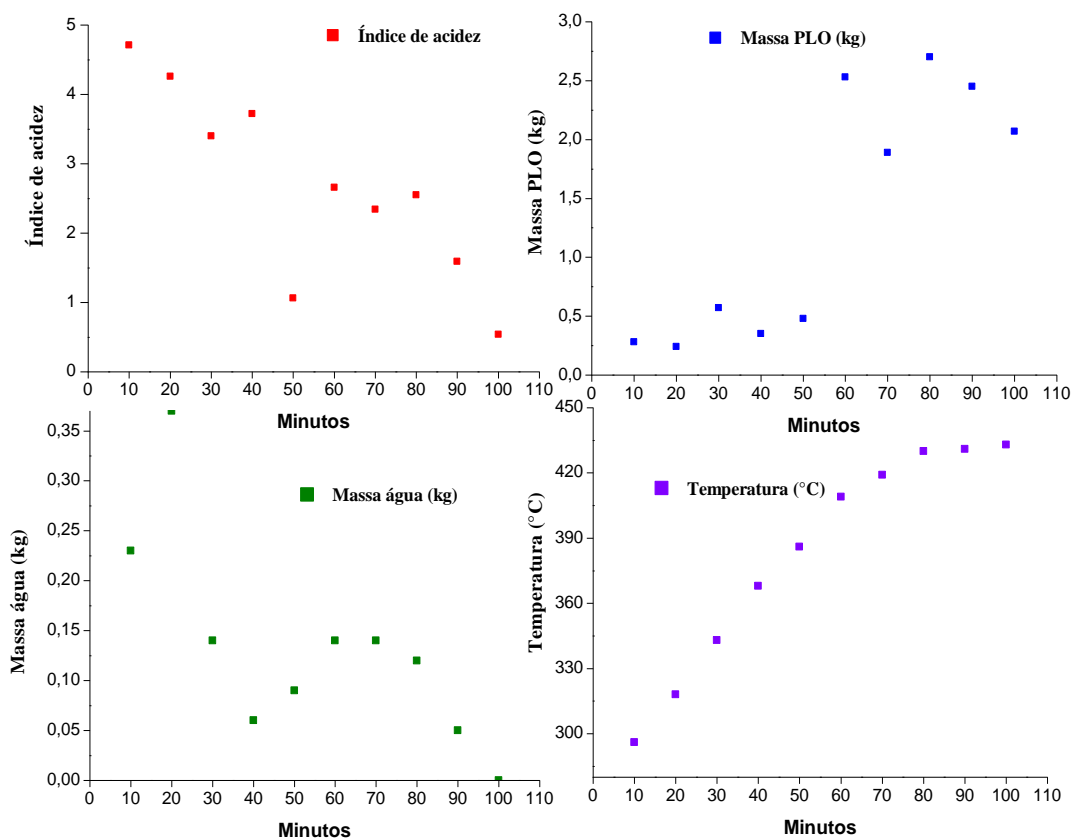 Índice de acidez
Índice de acidez
5
4
3
2
1
0
0 10 20 30 40 50 60 70 80 90 100 110
Minutos
Massa PLO (kg)
Massa PLO (kg)
3,0
2,5
2,0
1,5
1,0
0,5
0,0
0 10 20 30 40 50 60 70 80 90 100 110
Minutos
Massa água (kg)
Massa água (kg)
0,35
0,30
0,25
0,20
0,15
0,10
0,05
0,00
0 10 20 30 40 50 60 70 80 90 100 110
Minutos
Temperatura (°C)
Temperatura (°C)
450
420
390
360
330
300
0 10 20 30 40 50 60 70 80 90 100 110
Minutos